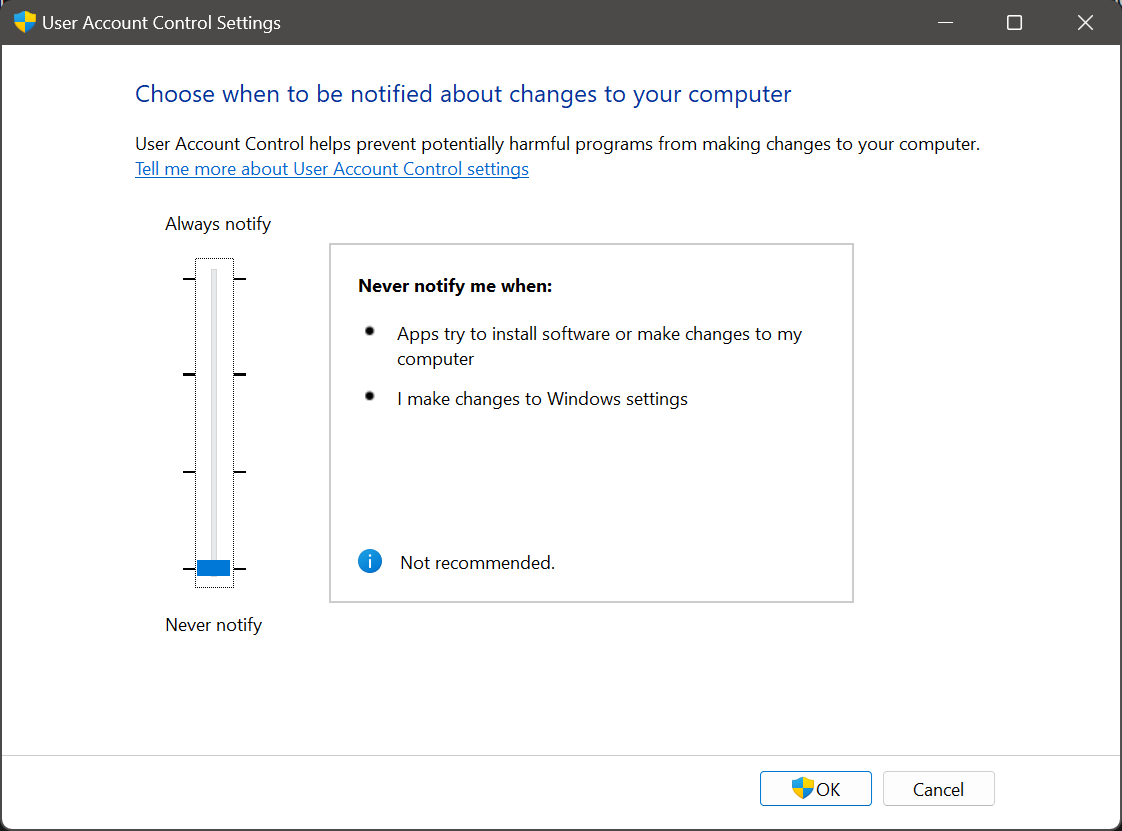 User Account Control Settings
Choose when to be notified about changes to your computer
User Account Control helps prevent potentially harmful programs from making changes to your computer.
Tell me more about User Account Control settings
Always notify
Never notify me when:
Apps try to install software or make changes to my
computer
I make changes to Windows settings
Not recommended.
Never notify
OK
Cancel